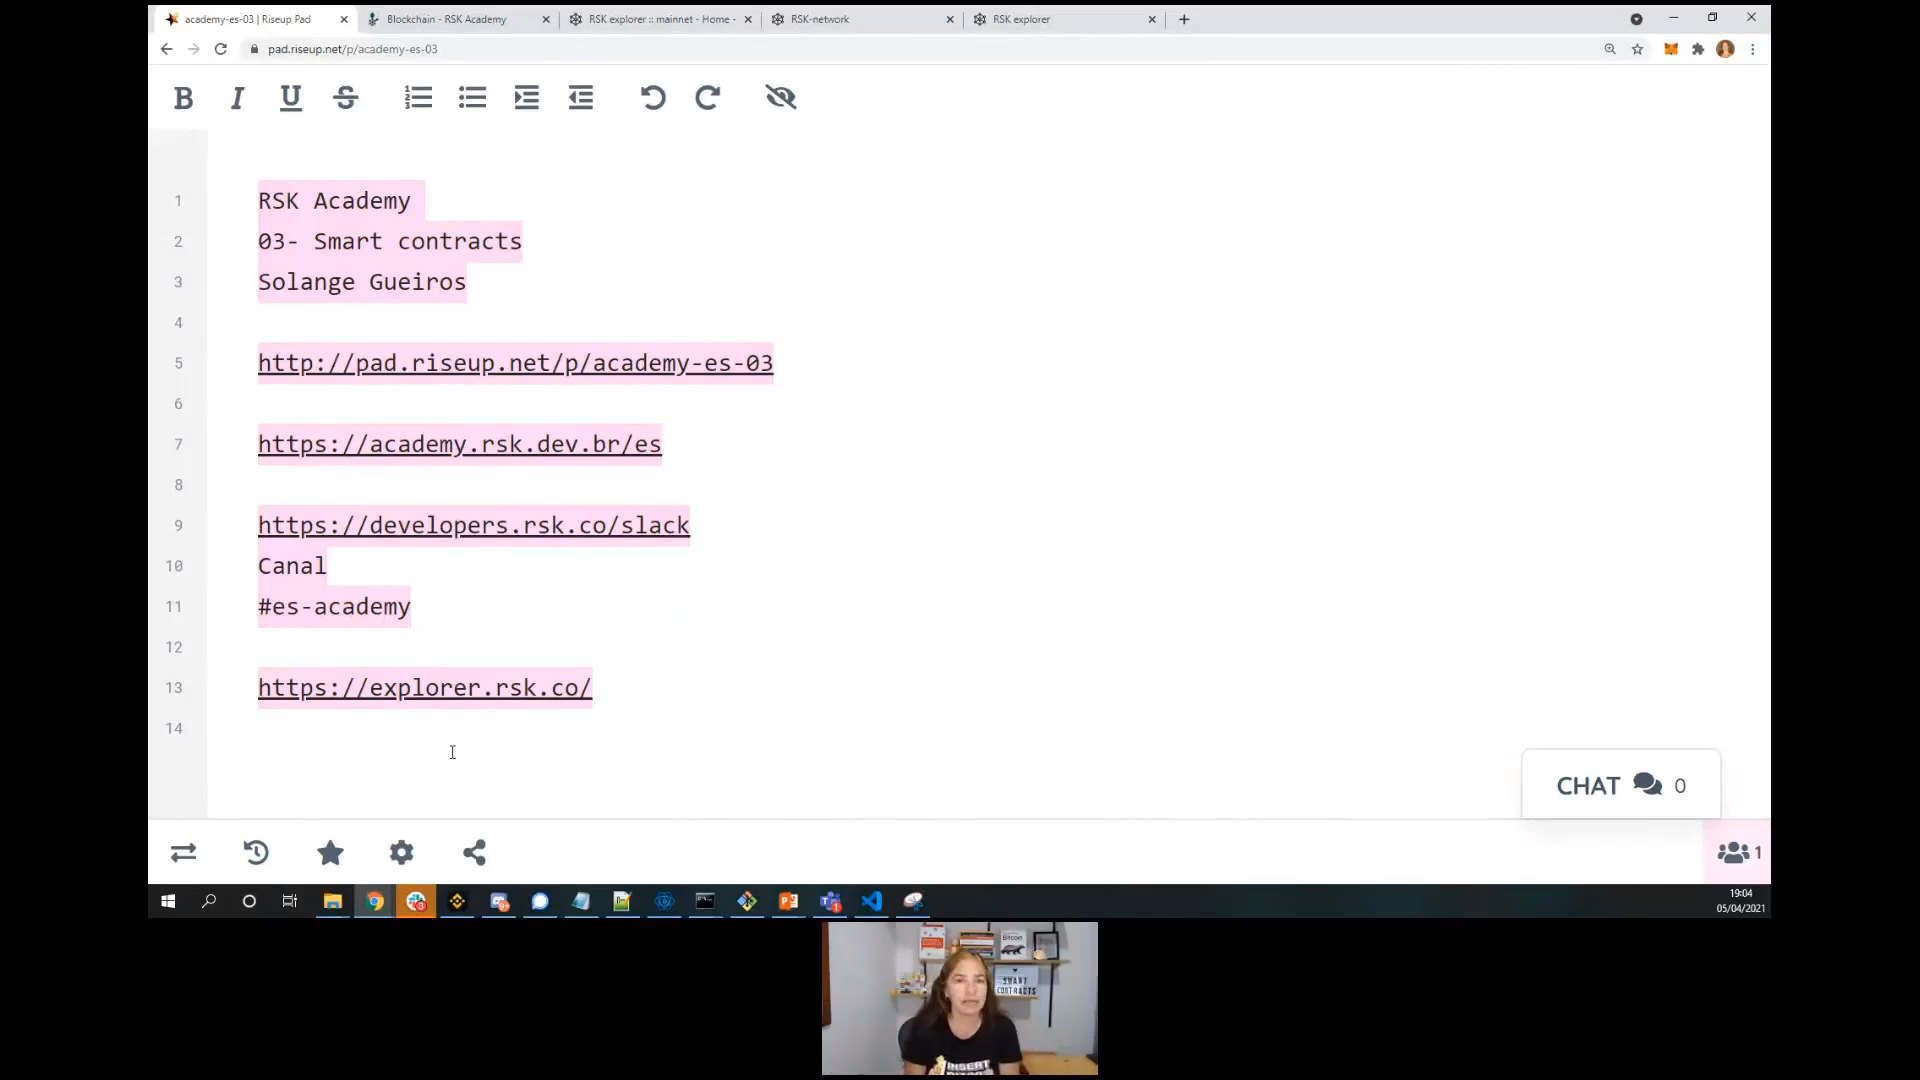 academy-es-03 | Riseup Pad
Blockchain - RSK Academy
RSK explorer :: mainnet - Home -
RSK-network
RSK explorer
pad.riseup.net/p/academy-es-03
B I U S
1 RSK Academy
2 03- Smart contracts
3 Solange Gueiros
4
5 http://pad.riseup.net/p/academy-es-03
6
7 https://academy.rsk.dev.br/es
8
9 https://developers.rsk.co/slack
10 Canal
11 #es-academy
12
13 https://explorer.rsk.co/
14
CHAT 0
1
19:04
05/04/2021
Bitcoin
SMART
CONTRACTS
INSERT